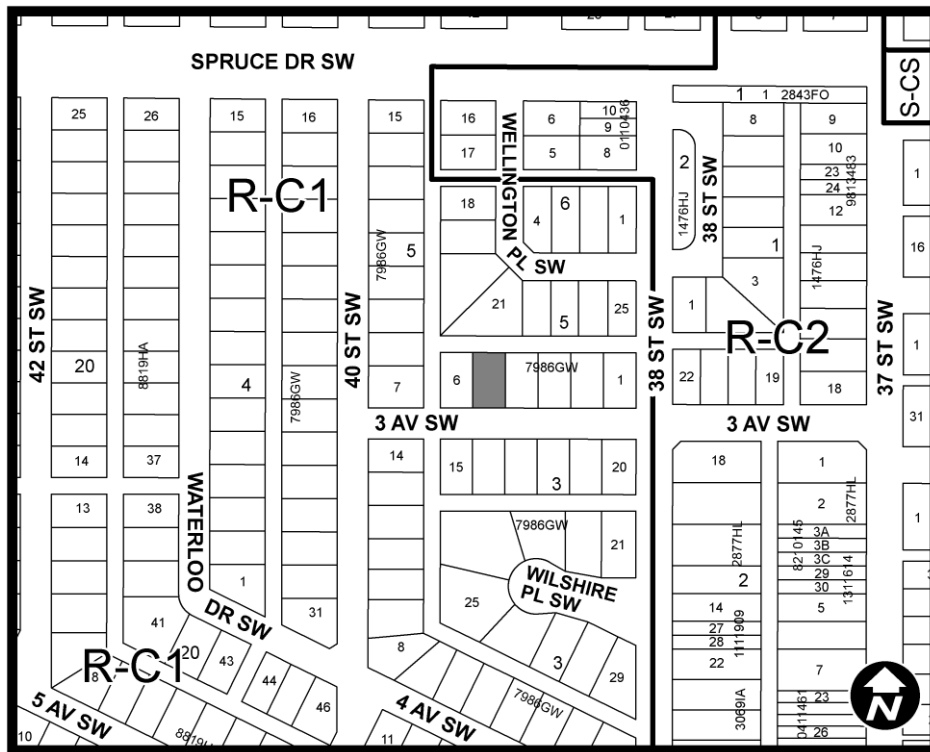 SPRUCE DR SW
S-CS
25
26
15
16
15
16
17
WELLINGTON
PL SW
6
10
9
0110436
5
8
1
1
2843FO
8
9
10
23
24
9813483
12
1
2
1476HJ
38 ST SW
R-C1
7986GW
5
18
4
6
1
1
1476HJ
16
3
21
5
25
1
R-C2
1
42 ST SW
20
8819HA
4
7986GW
40 ST SW
7
6
7986GW
1
38 ST SW
22
19
18
37 ST SW
31
3 AV SW
3 AV SW
14
37
14
15
3
20
18
1
13
38
WATERLOO
DR SW
7986GW
21
2877HL
2
2877HL
1
8210145
3A
3B
3C
29
30
1311614
1
31
WILSHIRE
PL SW
25
2
14
27
28
1111909
22
5
41
20
43
R-C1
8
8
3
29
7
44
46
7986GW
3069IA
23
0411461
26
5 AV SW
4 AV SW
10
11
N